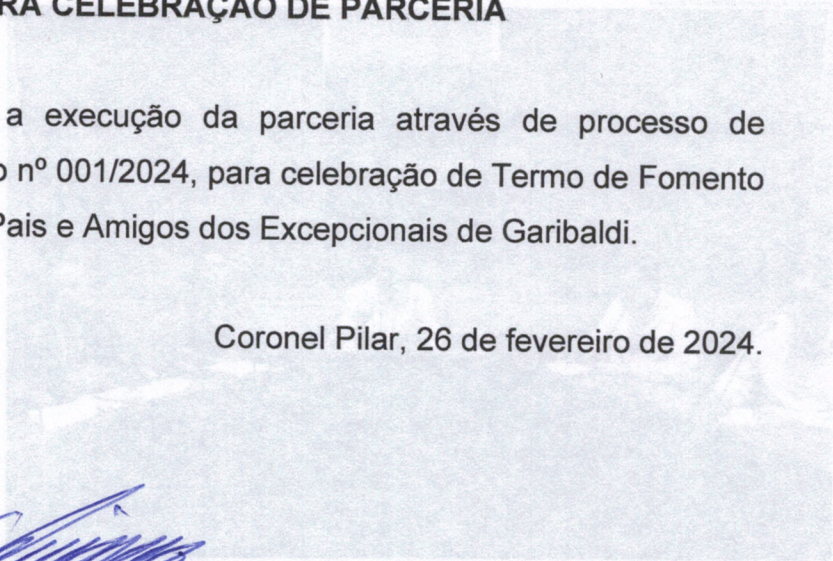 RA CELEBRAÇÃO DE PARCERIA
a execução da parceria através de processo de
o nº 001/2024, para celebração de Termo de Fomento
Pais e Amigos dos Excepcionais de Garibaldi.
Coronel Pilar, 26 de fevereiro de 2024.